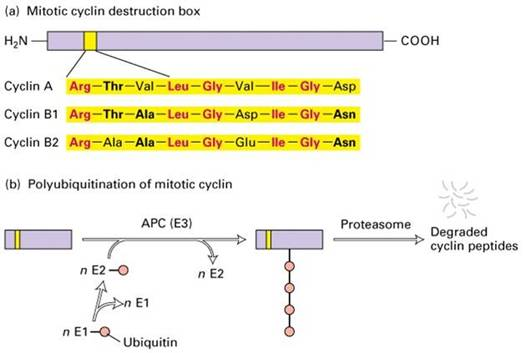 (a) Mitotic cyclin destruction box
H₂N — — COOH
Cyclin A Arg—Thr—Val—Leu—Gly—Val—Ile—Gly—Asp
Cyclin B1 Arg—Thr—Ala—Leu—Gly—Asp—Ile—Gly—Asn
Cyclin B2 Arg—Ala—Ala—Leu—Gly—Glu—Ile—Gly—Asn
(b) Polyubiquitination of mitotic cyclin
APC (E3)
Proteasome
Degraded
cyclin peptides
n E2
n E2
n E1
n E1
Ubiquitin